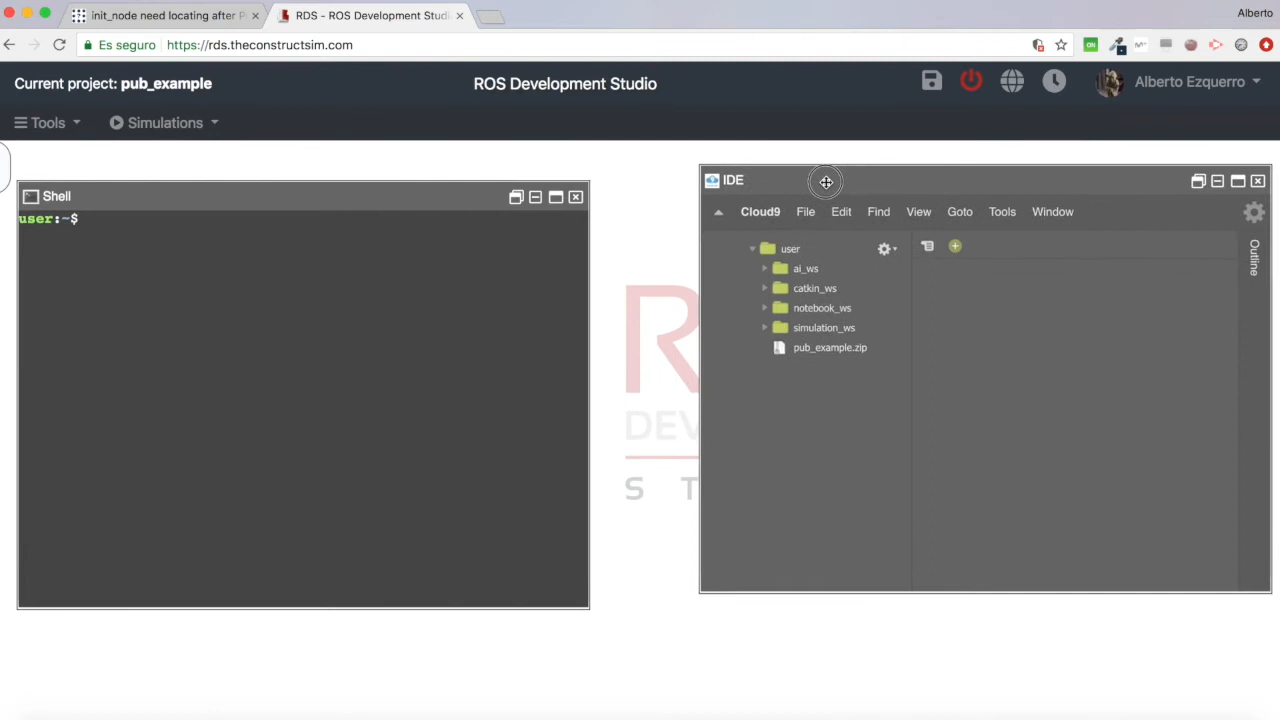 init_node need locating after P
RDS - ROS Development Studi
Alberto
Es seguro
https://rds.theconstructsim.com
ON
Current project: pub_example
ROS Development Studio
Alberto Ezquerro
Tools
Simulations
Shell
user:~$
IDE
Cloud9
File
Edit
Find
View
Goto
Tools
Window
user
ai_ws
catkin_ws
notebook_ws
simulation_ws
pub_example.zip
Outline
R
DEV
S T